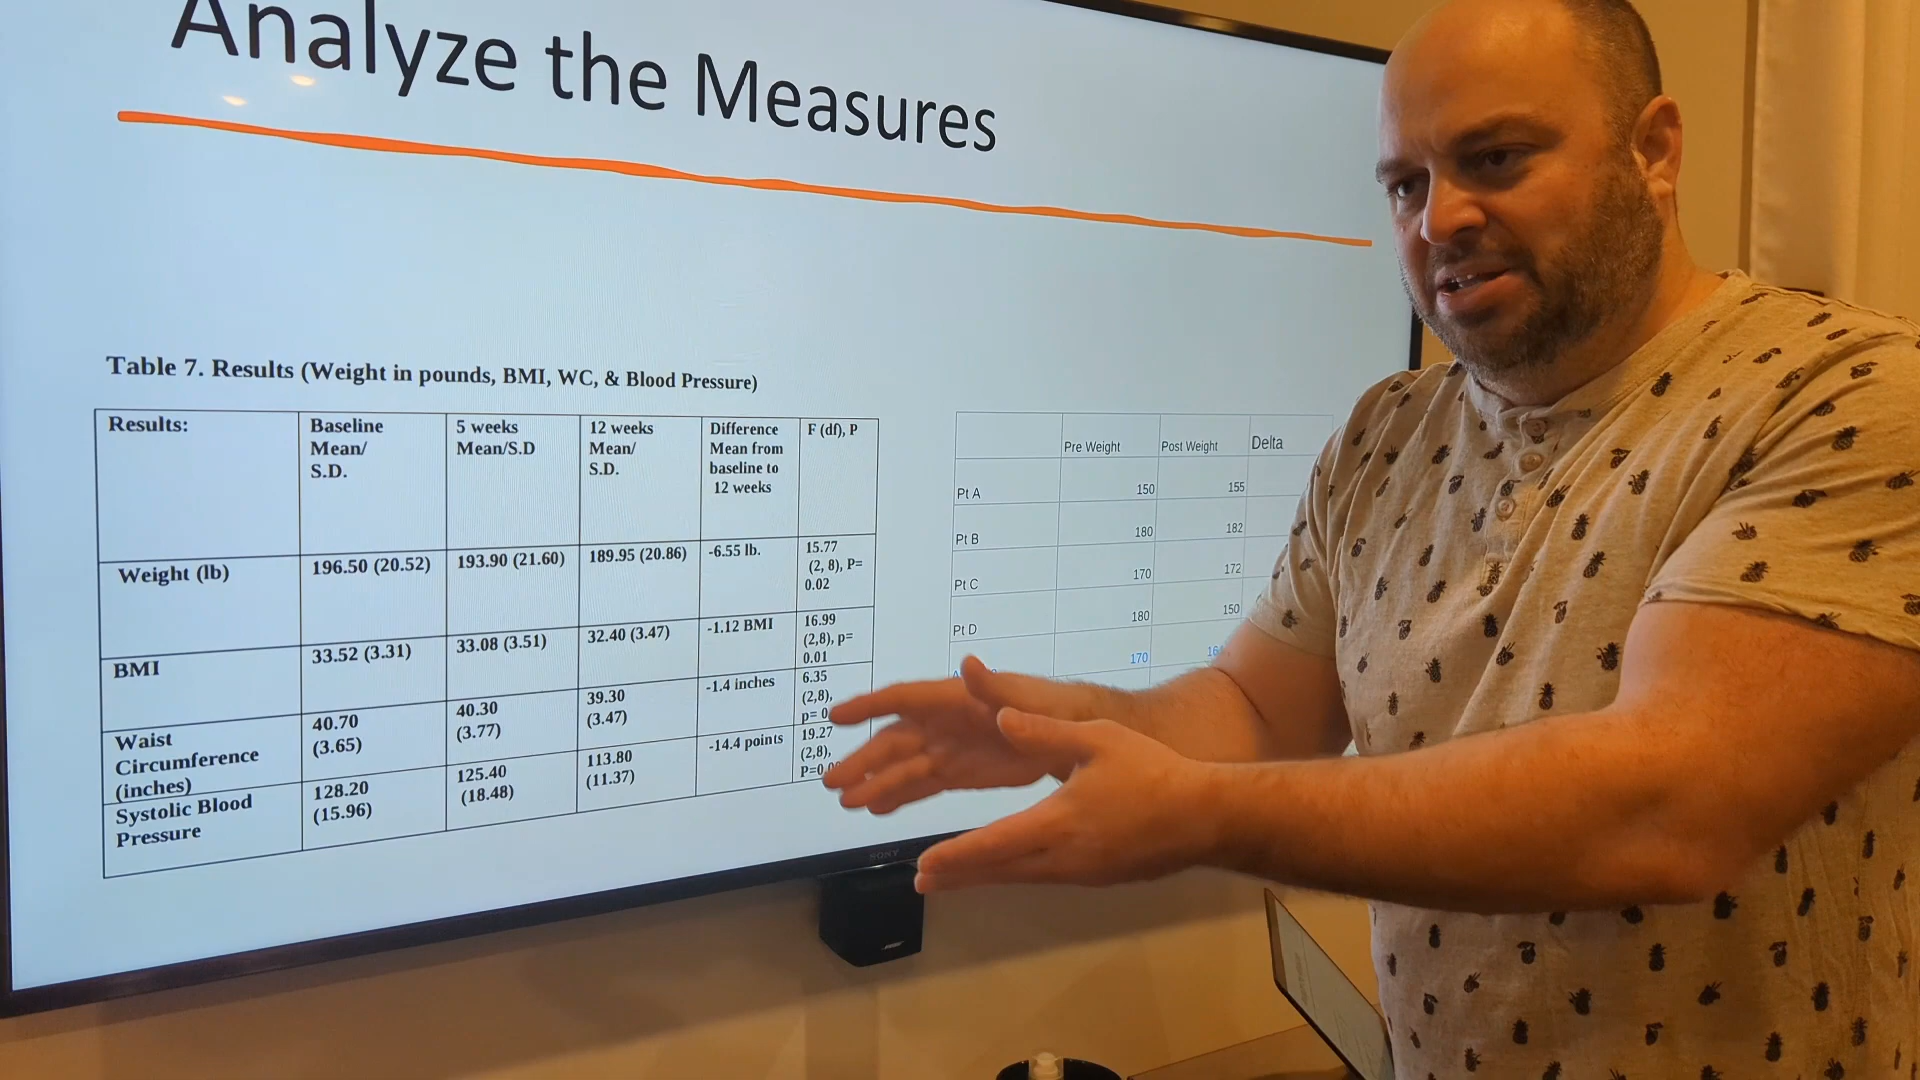 Analyze the Measures
Table 7. Results (Weight in pounds, BMI, WC, & Blood Pressure)
Results:
Baseline
Mean/
S.D.
5 weeks
Mean/S.D
12 weeks
Mean/
S.D.
Difference
Mean from
baseline to
12 weeks
F (df), P
Weight (lb)
196.50 (20.52)
193.90 (21.60)
189.95 (20.86)
-6.55 lb.
15.77
(2, 8), P=
0.02
BMI
33.52 (3.31)
33.08 (3.51)
32.40 (3.47)
-1.12 BMI
16.99
(2,8), p=
0.01
Waist
Circumference
(inches)
40.70
(3.65)
40.30
(3.77)
39.30
(3.47)
-1.4 inches
6.35
(2,8),
Systolic Blood
Pressure
128.20
(15.96)
125.40
(18.48)
113.80
(11.37)
-14.4 points
19.27
(2,8),
Pre Weight
Post Weight
Delta
Pt A
150
155
Pt B
180
182
Pt C
170
172
Pt D
180
150
170
SONY
BOSE